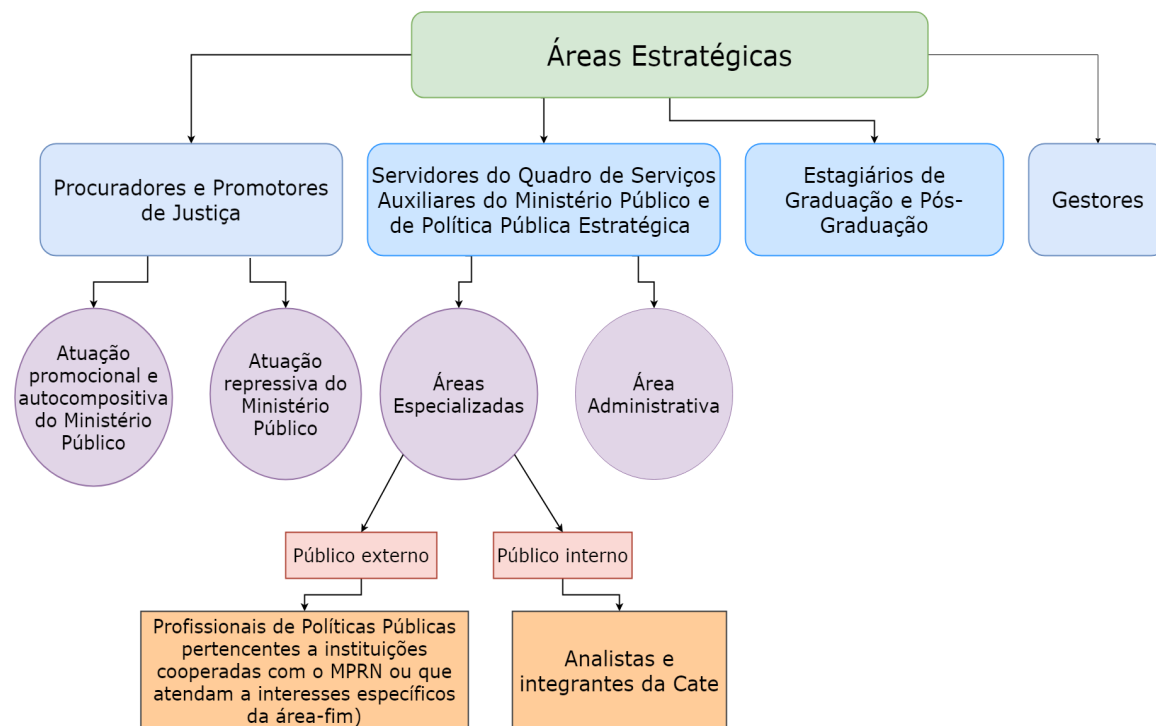 Áreas Estratégicas
Procuradores e Promotores
de Justiça
Servidores do Quadro de Serviços
Auxiliares do Ministério Público e
de Política Pública Estratégica
Estagiários de
Graduação e Pós-
Graduação
Gestores
Atuação
promocional e
autocompositiva
do Ministério
Público
Atuação
repressiva do
Ministério
Público
Áreas
Especializadas
Área
Administrativa
Público externo
Público interno
Profissionais de Políticas Públicas
pertencentes a instituições
cooperadas com o MPRN ou que
atendam a interesses específicos
da área-fim)
Analistas e
integrantes da Cate